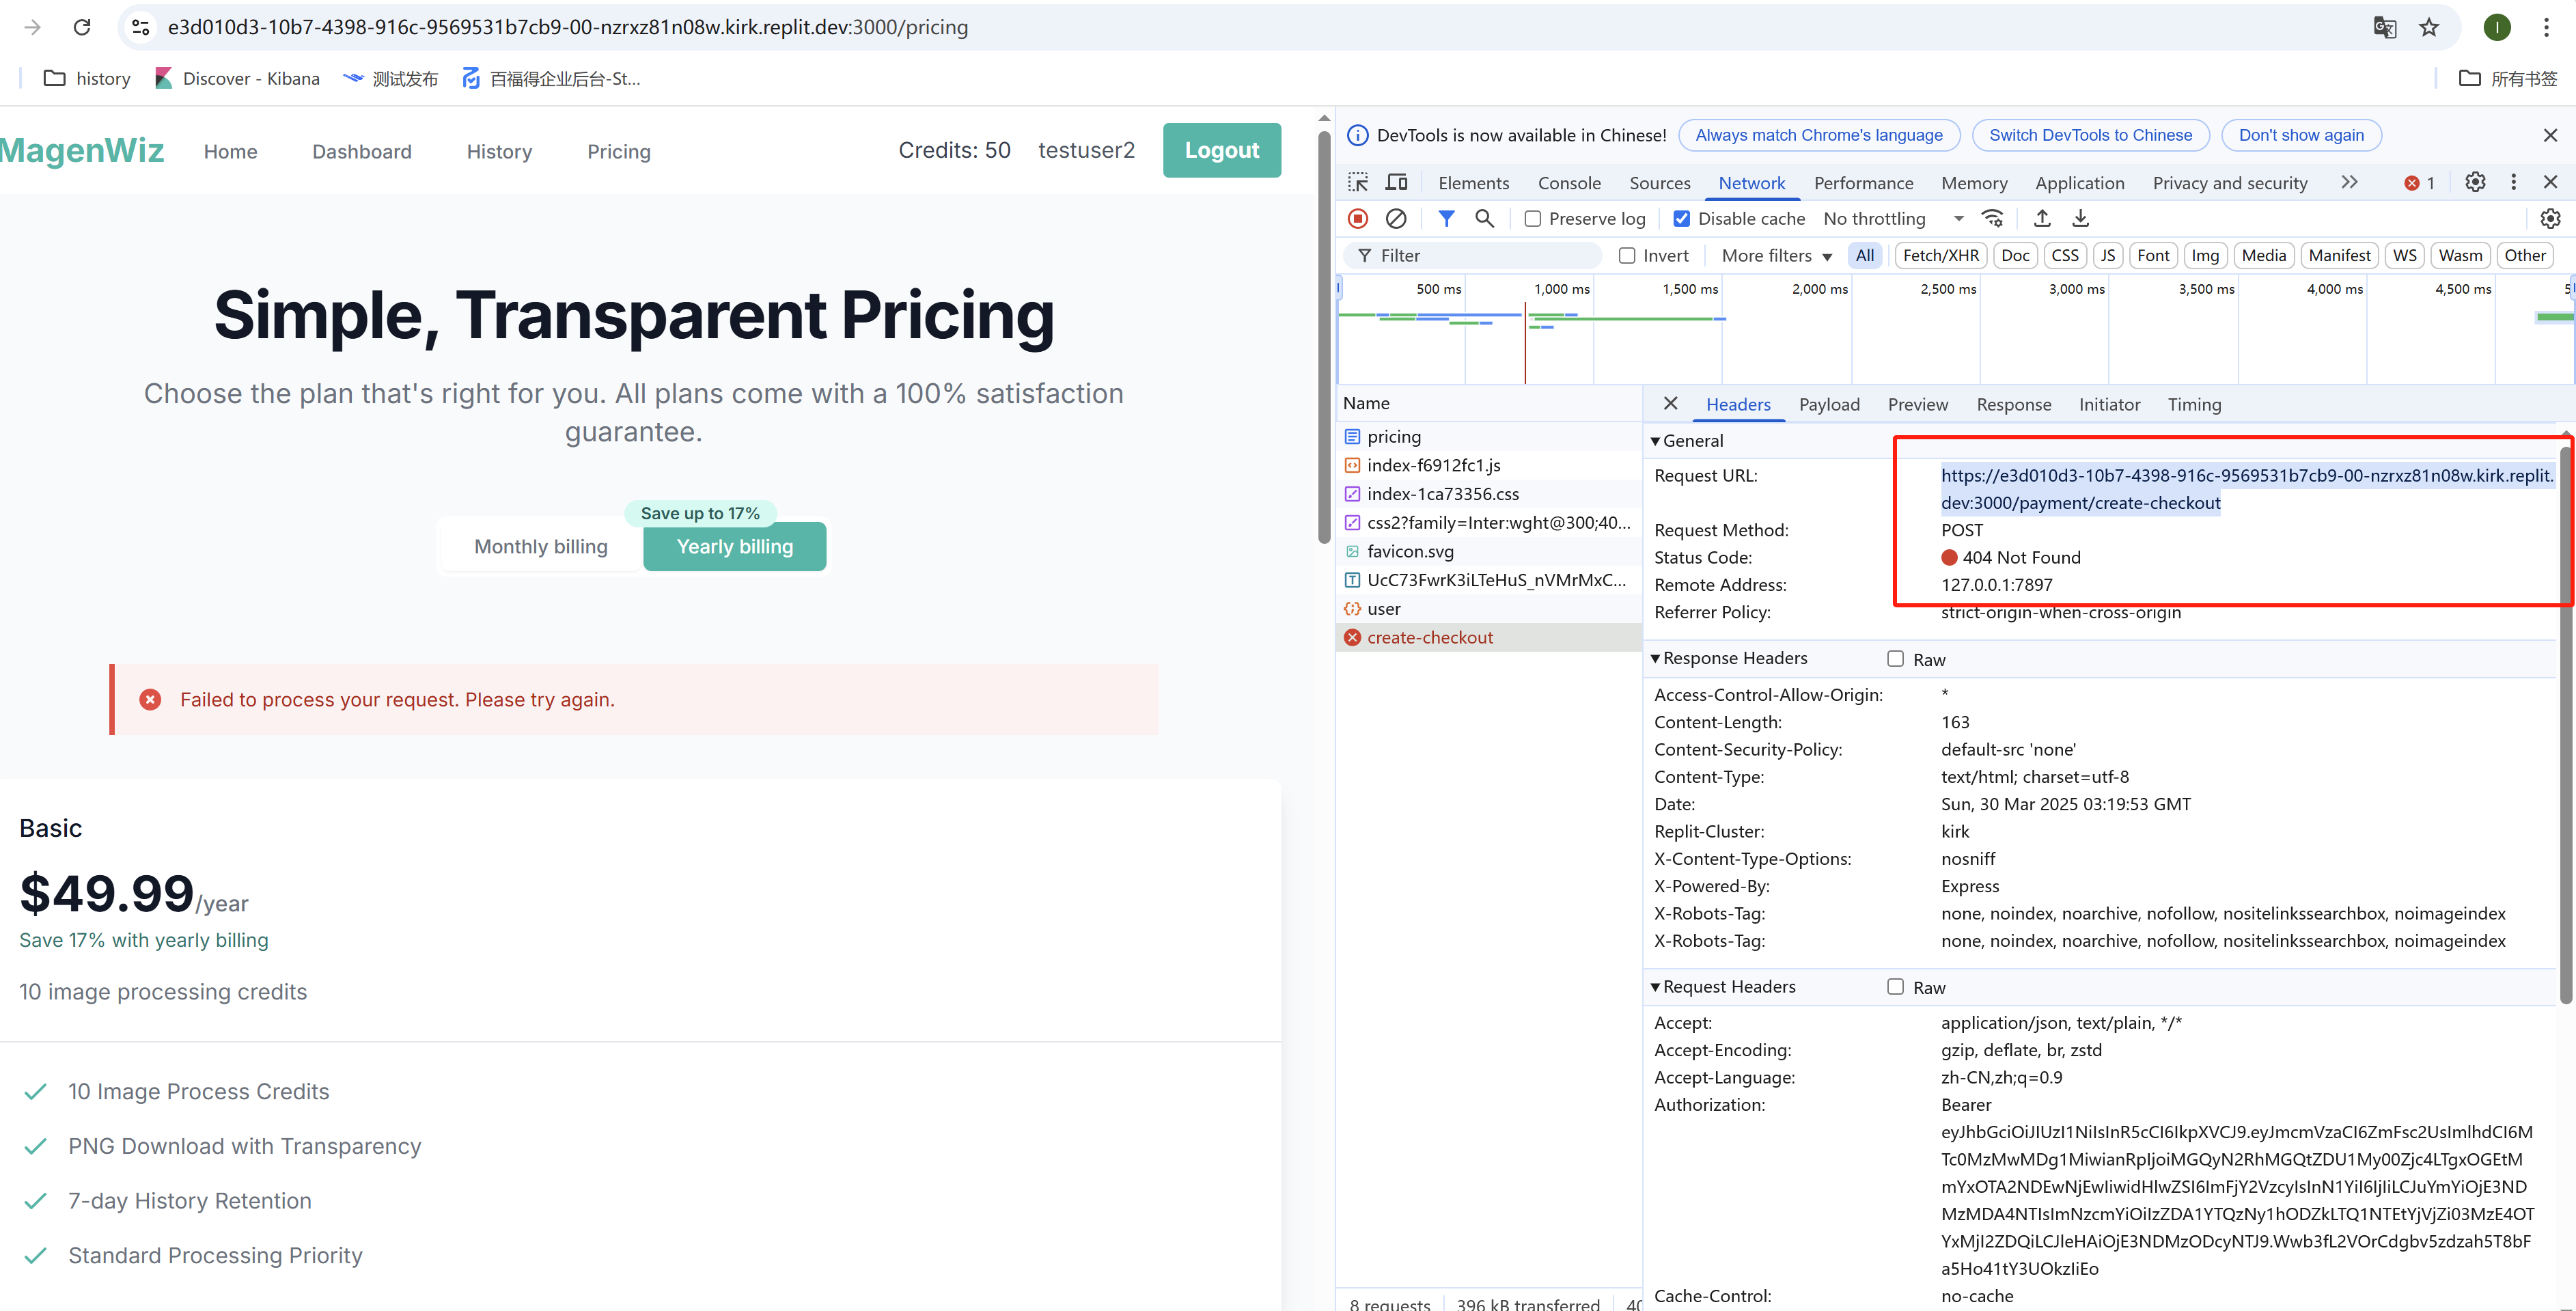 e3d010d3-10b7-4398-916c-9569531b7cb9-00-nzrxz81n08w.kirk.replit.dev:3000/pricing
I
history
Discover - Kibana
测试发布
百福得企业后台-St...
所有书签
MagenWiz
Home
Dashboard
History
Pricing
Credits: 50
testuser2
Logout
Simple, Transparent Pricing
Choose the plan that's right for you. All plans come with a 100% satisfaction
guarantee.
Save up to 17%
Monthly billing
Yearly billing
Failed to process your request. Please try again.
Basic
$49.99/year
Save 17% with yearly billing
10 image processing credits
10 Image Process Credits
PNG Download with Transparency
7-day History Retention
Standard Processing Priority
DevTools is now available in Chinese!
Always match Chrome's language
Switch DevTools to Chinese
Don't show again
Elements
Console
Sources
Network
Performance
Memory
Application
Privacy and security
1
Preserve log
Disable cache
No throttling
Filter
Invert
More filters
All
Fetch/XHR
Doc
CSS
JS
Font
Img
Media
Manifest
WS
Wasm
Other
500 ms
1,000 ms
1,500 ms
2,000 ms
2,500 ms
3,000 ms
3,500 ms
4,000 ms
4,500 ms
Name
pricing
index-f6912fc1.js
index-1ca73356.css
css2?family=Inter:wght@300;40...
favicon.svg
UcC73FwrK3iLTeHuS_nVMrMxC...
user
create-checkout
8 requests
396 kB transferred
Headers
Payload
Preview
Response
Initiator
Timing
General
Request URL:
https://e3d010d3-10b7-4398-916c-9569531b7cb9-00-nzrxz81n08w.kirk.replit.
dev:3000/payment/create-checkout
Request Method:
POST
Status Code:
404 Not Found
Remote Address:
127.0.0.1:7897
Referrer Policy:
strict-origin-when-cross-origin
Response Headers
Raw
Access-Control-Allow-Origin:
*
Content-Length:
163
Content-Security-Policy:
default-src 'none'
Content-Type:
text/html; charset=utf-8
Date:
Sun, 30 Mar 2025 03:19:53 GMT
Replit-Cluster:
kirk
X-Content-Type-Options:
nosniff
X-Powered-By:
Express
X-Robots-Tag:
none, noindex, noarchive, nofollow, nositelinkssearchbox, noimageindex
X-Robots-Tag:
none, noindex, noarchive, nofollow, nositelinkssearchbox, noimageindex
Request Headers
Raw
Accept:
application/json, text/plain, */*
Accept-Encoding:
gzip, deflate, br, zstd
Accept-Language:
zh-CN,zh;q=0.9
Authorization:
Bearer
Cache-Control:
no-cache